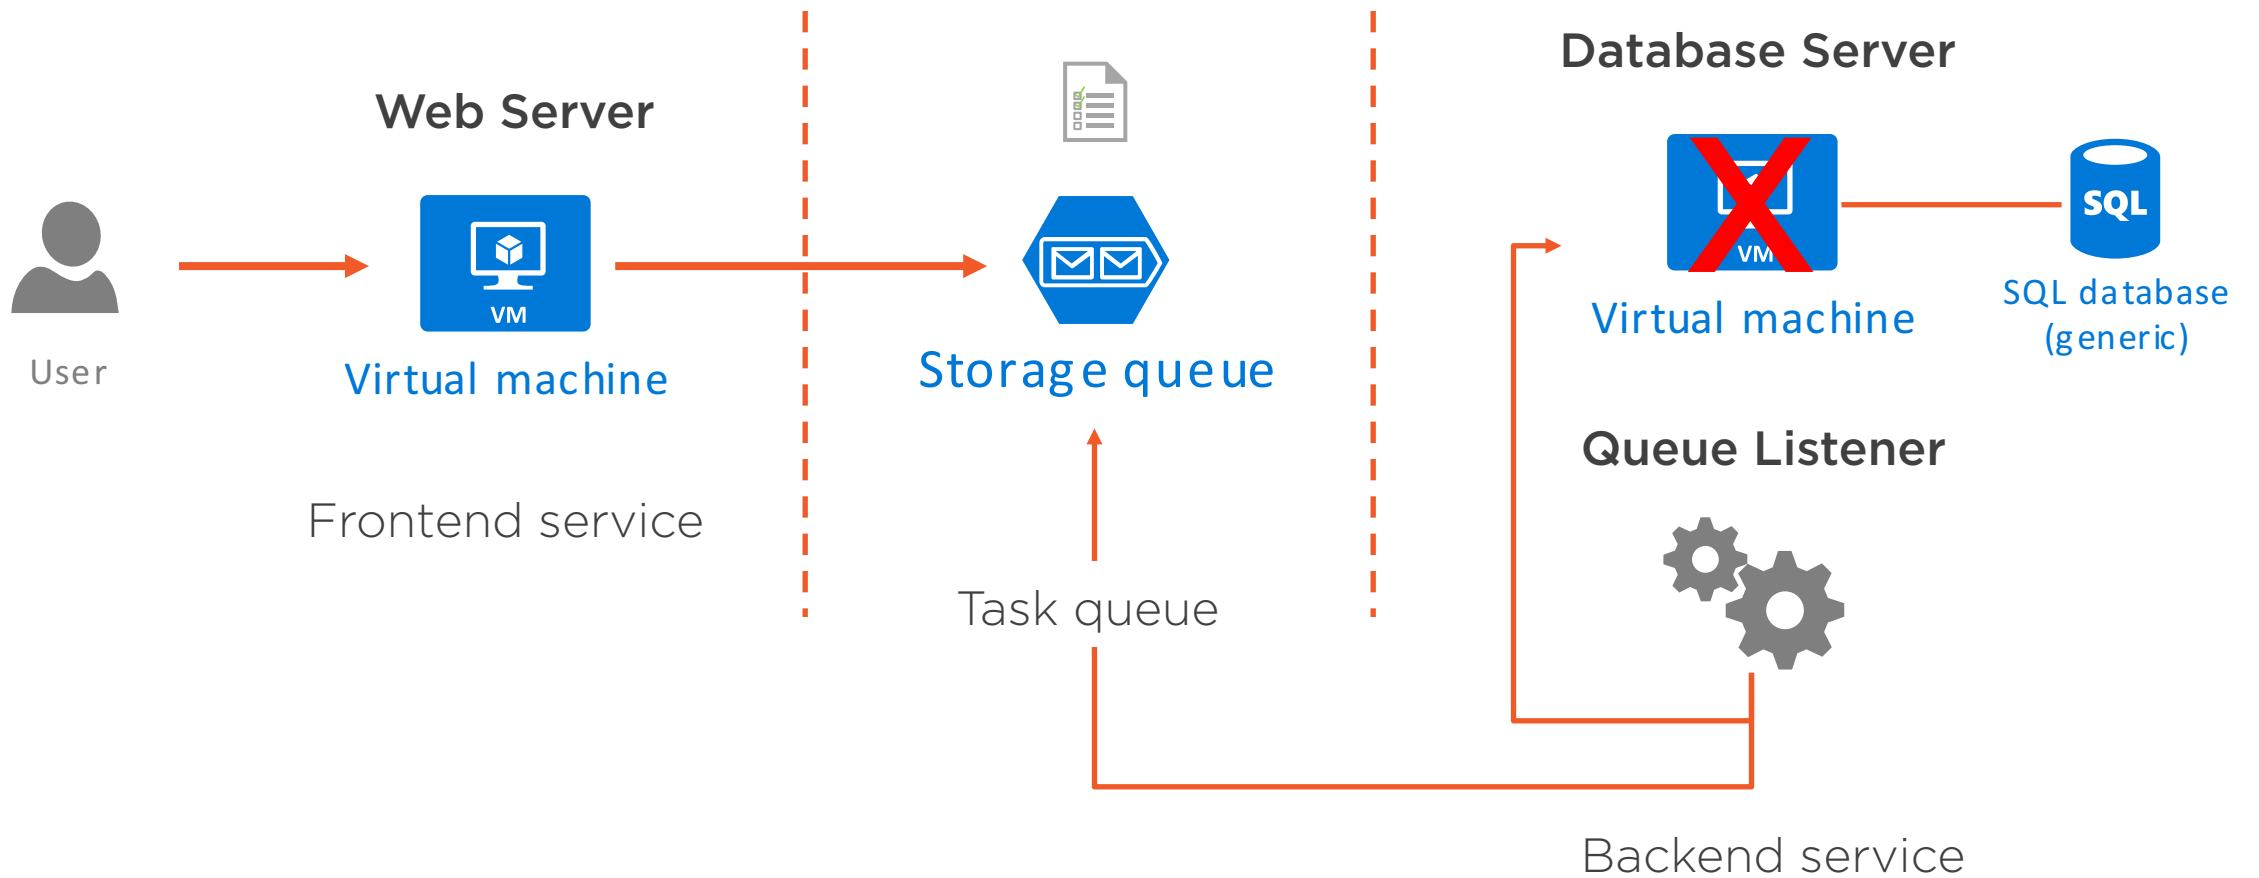 Database Server
Web Server
VM
VM
SQL
User
Virtual machine
Storage queue
Virtual machine
SQL database
(generic)
Queue Listener
Frontend service
Task queue
Backend service